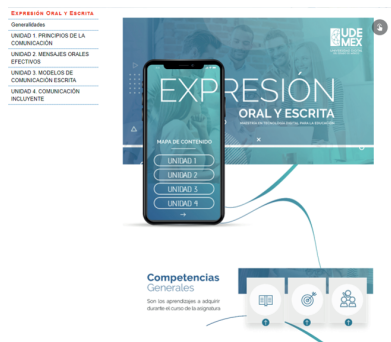 EXPRESIÓN ORAL Y ESCRITA
Generalidades
UNIDAD 1. PRINCIPIOS DE LA
COMUNICACIÓN
UNIDAD 2. MENSAJES ORALES
EFECTIVOS
UNIDAD 3. MODELOS DE
COMUNICACIÓN ESCRITA
UNIDAD 4. COMUNICACIÓN
INCLUYENTE
UDE
MEX
EXPRESIÓN
ORAL Y ESCRITA
MAPA DE CONTENIDO
UNIDAD 1
UNIDAD 2
UNIDAD 3
UNIDAD 4
Competencias
Generales
Son los aprendizajes a adquirir
durante el curso de la asignatura